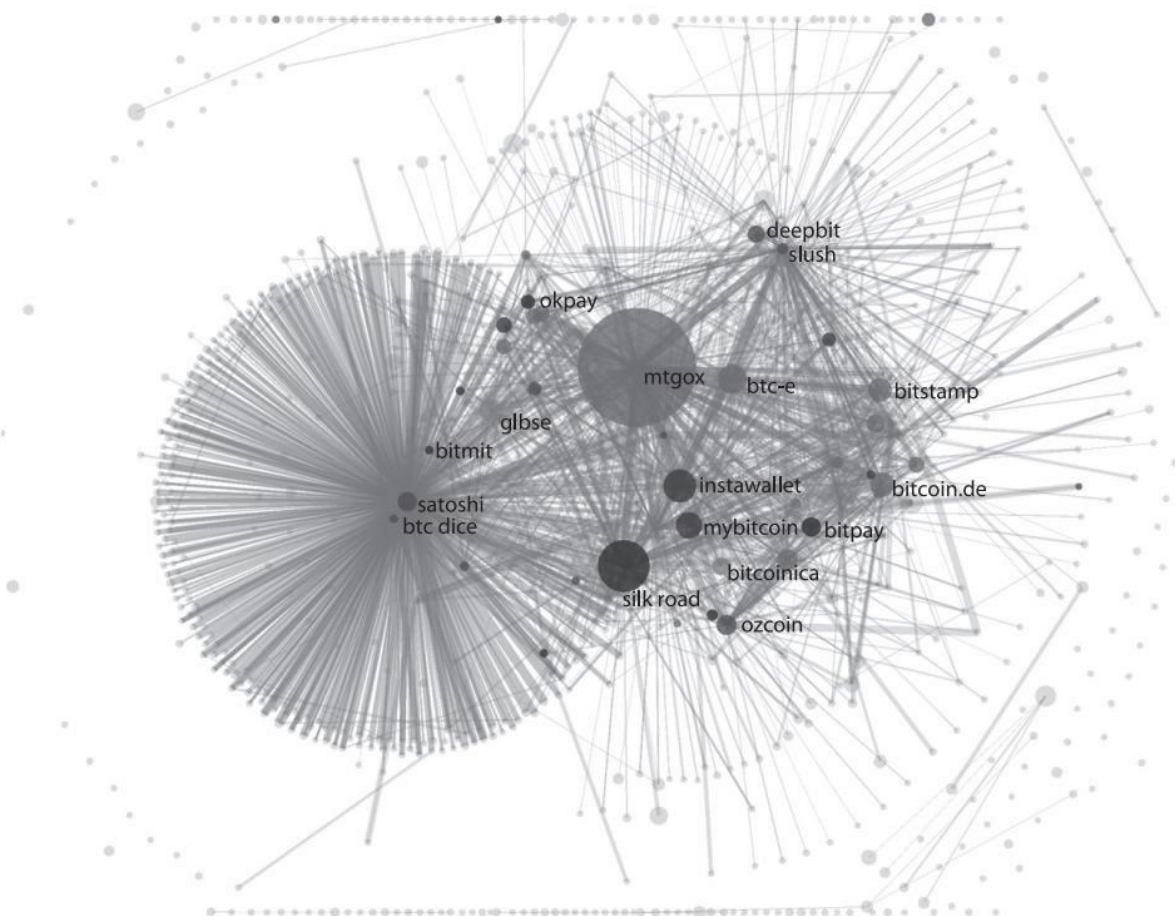 deepbit
slush
okpay
mtgox
btc-e
bitstamp
glbse
bitmit
instawallet
bitcoin.de
satoshi
btc dice
mybitcoin
bitpay
bitcoinica
silk road
ozcoin